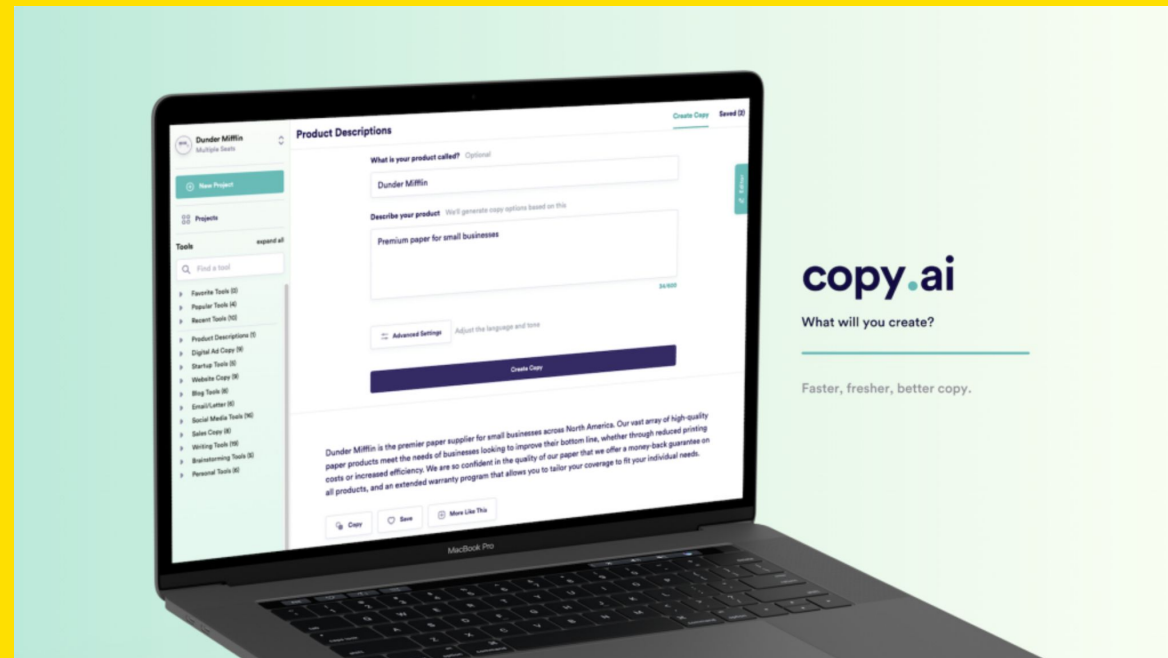 Dunder Mifflin
Multiple Seats
New Project
Projects
Tools
expand all
Find a tool
Favorite Tools (2)
Popular Tools (4)
Recent Tools (10)
Product Descriptions (1)
Digital Ad Copy (9)
Startup Tools (5)
Website Copy (9)
Blog Tools (6)
Email/Letter (6)
Social Media Tools (16)
Sales Copy (8)
Writing Tools (19)
Brainstorming Tools (5)
Personal Tools (6)
Product Descriptions
Create Copy
Saved (2)
What is your product called? Optional
Dunder Mifflin
Editor
Describe your product We'll generate copy options based on this
Premium paper for small businesses
Advanced Settings
Adjust the language and tone
Create Copy
Dunder Mifflin is the premier paper supplier for small businesses across North America. Our vast array of high-quality
paper products meet the needs of businesses looking to improve their bottom line, whether through reduced printing
costs or increased efficiency. We are so confident in the quality of our paper that we offer a money-back guarantee on
all products, and an extended warranty program that allows you to tailor your coverage to fit your individual needs.
Copy
Save
More Like This
MacBook Pro
copy.ai
What will you create?
Faster, fresher, better copy.